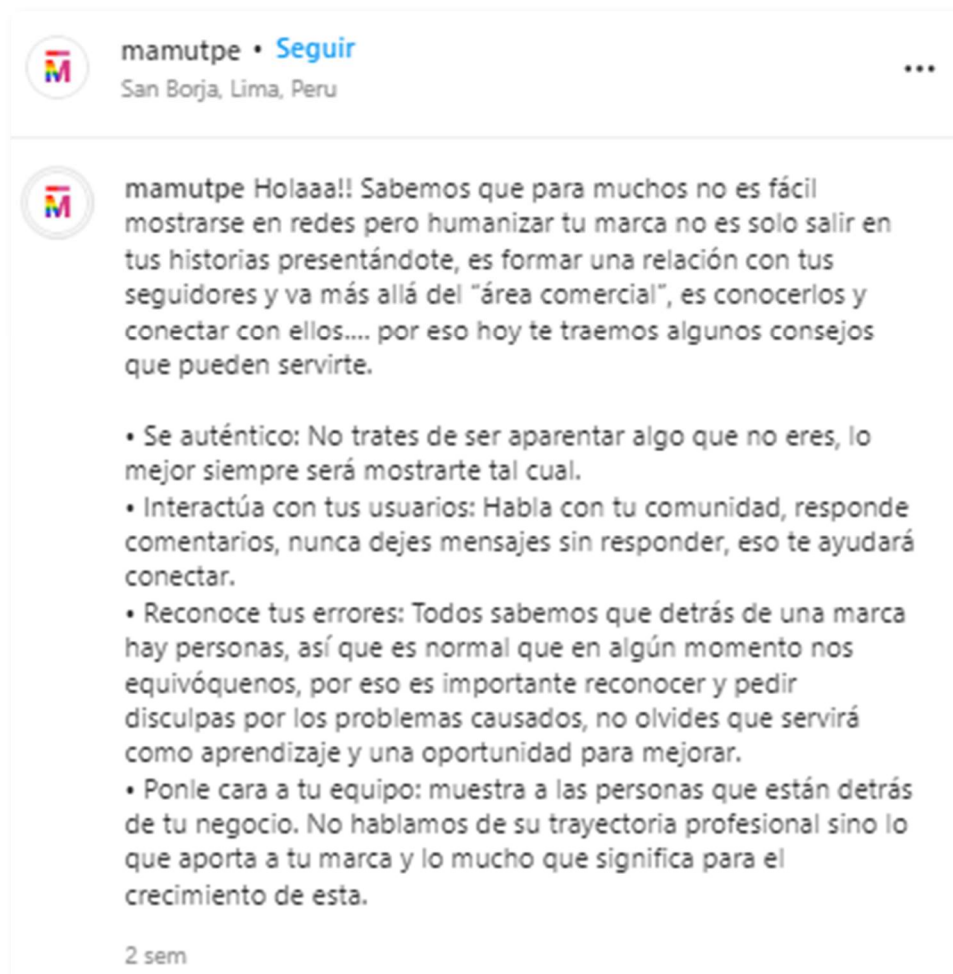 mamutpe • Seguir
San Borja, Lima, Peru
mamutpe Holaaa!! Sabemos que para muchos no es fácil
mostrarse en redes pero humanizar tu marca no es solo salir en
tus historias presentándote, es formar una relación con tus
seguidores y va más allá del “área comercial”, es conocerlos y
conectar con ellos.... por eso hoy te traemos algunos consejos
que pueden servirte.
• Se auténtico: No trates de ser aparentar algo que no eres, lo
mejor siempre será mostrarte tal cual.
• Interactúa con tus usuarios: Habla con tu comunidad, responde
comentarios, nunca dejes mensajes sin responder, eso te ayudará
conectar.
• Reconoce tus errores: Todos sabemos que detrás de una marca
hay personas, así que es normal que en algún momento nos
equivóquenos, por eso es importante reconocer y pedir
disculpas por los problemas causados, no olvides que servirá
como aprendizaje y una oportunidad para mejorar.
• Ponle cara a tu equipo: muestra a las personas que están detrás
de tu negocio. No hablamos de su trayectoria profesional sino lo
que aporta a tu marca y lo mucho que significa para el
crecimiento de esta.
2 sem